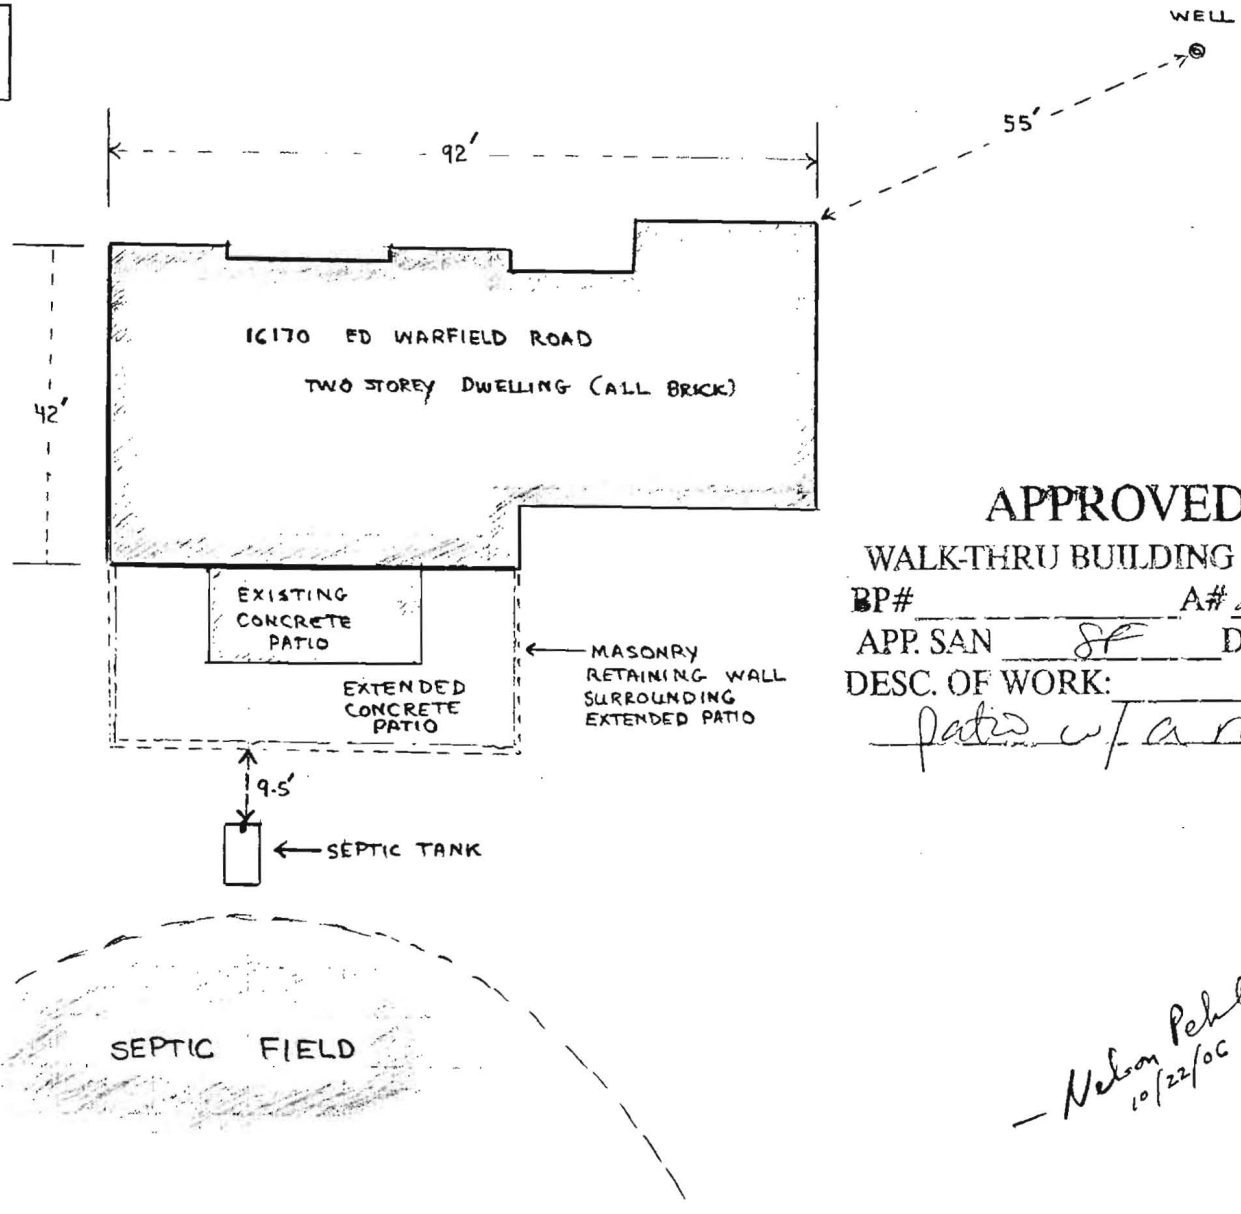 WELL
55'
92'
16170 ED WARFIELD ROAD
TWO STOREY DWELLING (ALL BRICK)
42'
APPROVED
WALK-THRU BUILDING
BP# A#
APP. SAN D
DESC. OF WORK:
patio w/ a
EXISTING
CONCRETE
PATIO
MASONRY
RETAINING WALL
SURROUNDING
EXTENDED PATIO
EXTENDED
CONCRETE
PATIO
9.5'
SEPTIC TANK
SEPTIC FIELD
Nelson
10/22/06